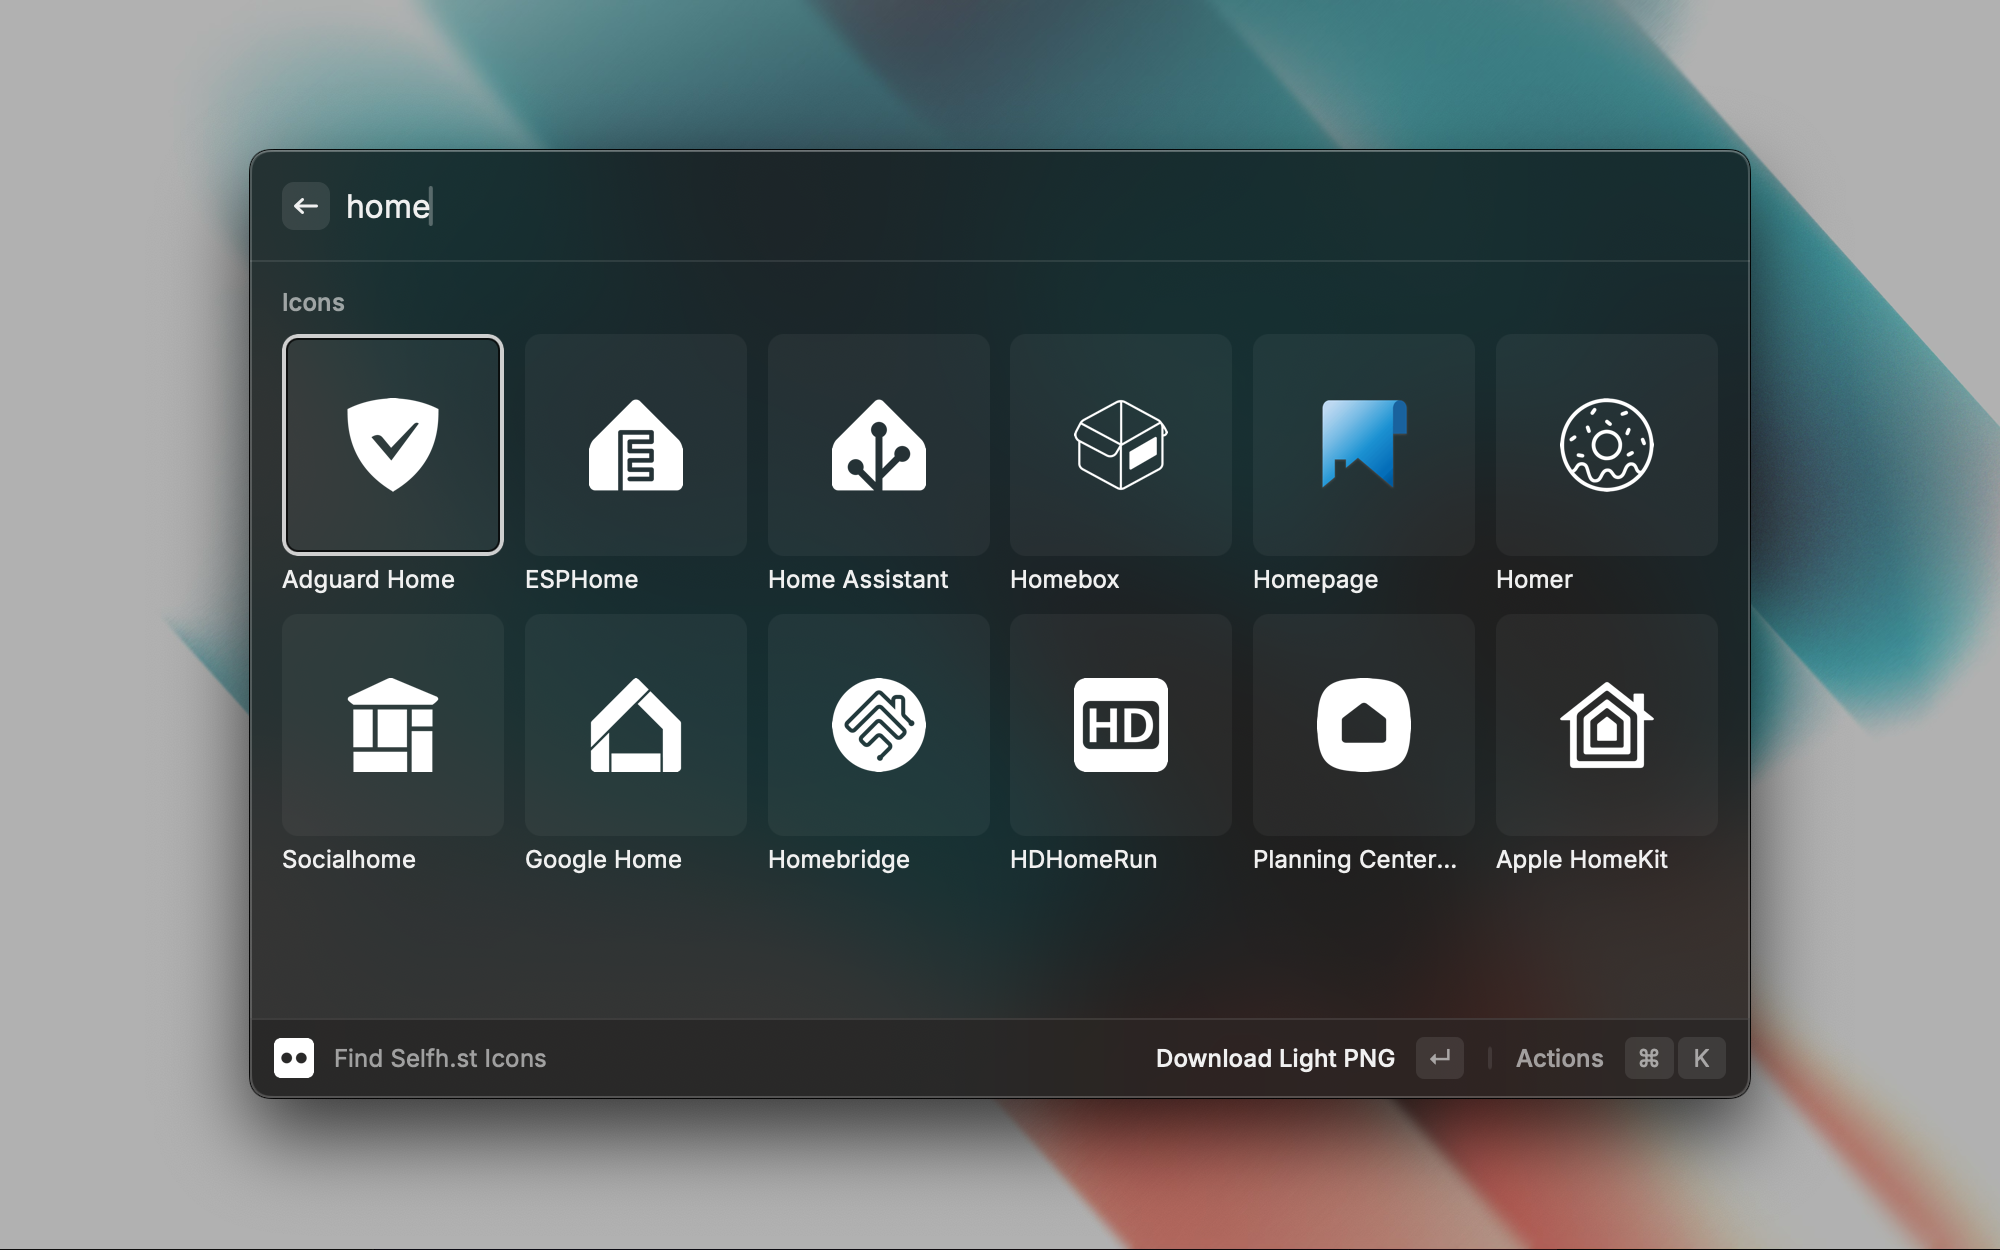 home
Icons
Adguard Home
ESPHome
Home Assistant
Homebox
Homepage
Homer
HD
Socialhome
Google Home
Homebridge
HDHomeRun
Planning Center...
Apple HomeKit
Find Selfh.st Icons
Download Light PNG
Actions
⌘ K